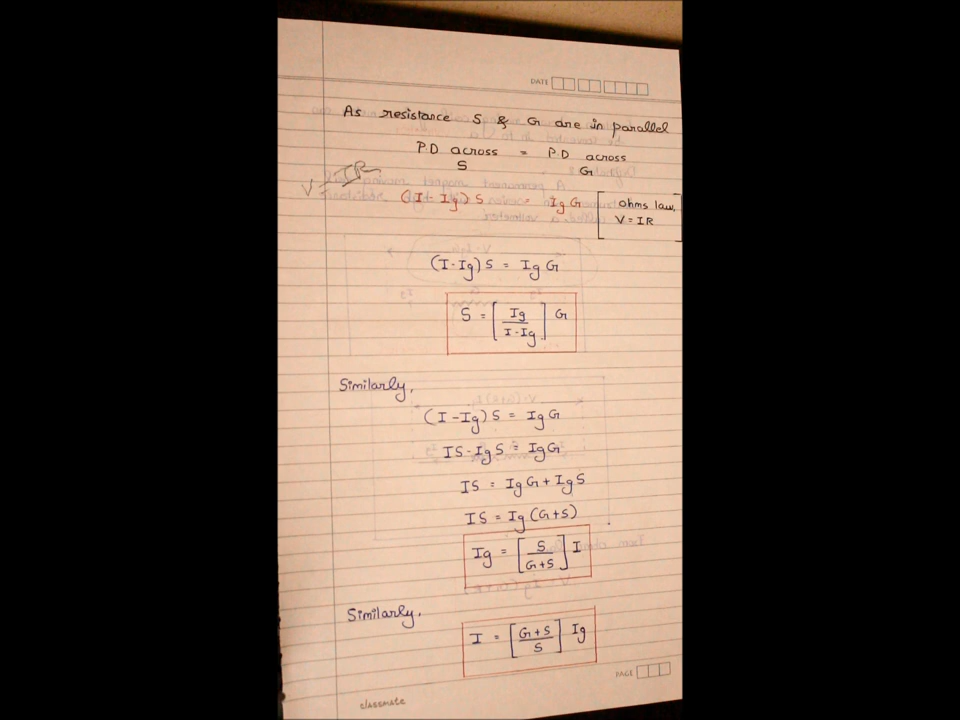 DATE
As resistance S & G are in parallel
P.D across S = P.D across G
V = IR
(I - Ig) S = Ig G [ohms law, V = IR]
(I - Ig) S = Ig G
S = [Ig / I - Ig] G
Similarly,
(I - Ig) S = Ig G
IS - Ig S = Ig G
IS = Ig G + Ig S
IS = Ig (G + S)
Ig = [S / G + S] I
Similarly,
I = [G + S / S] Ig
PAGE
classmate